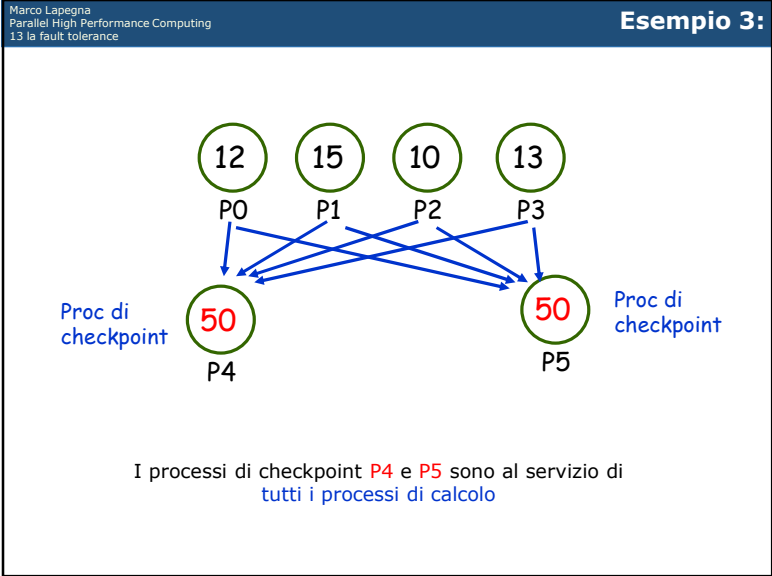 Marco Lapegna
Parallel High Performance Computing
13 la fault tolerance
Esempio 3:
12 15 10 13
P0 P1 P2 P3
Proc di
checkpoint
50
P4
50
P5
Proc di
checkpoint
I processi di checkpoint P4 e P5 sono al servizio di
tutti i processi di calcolo